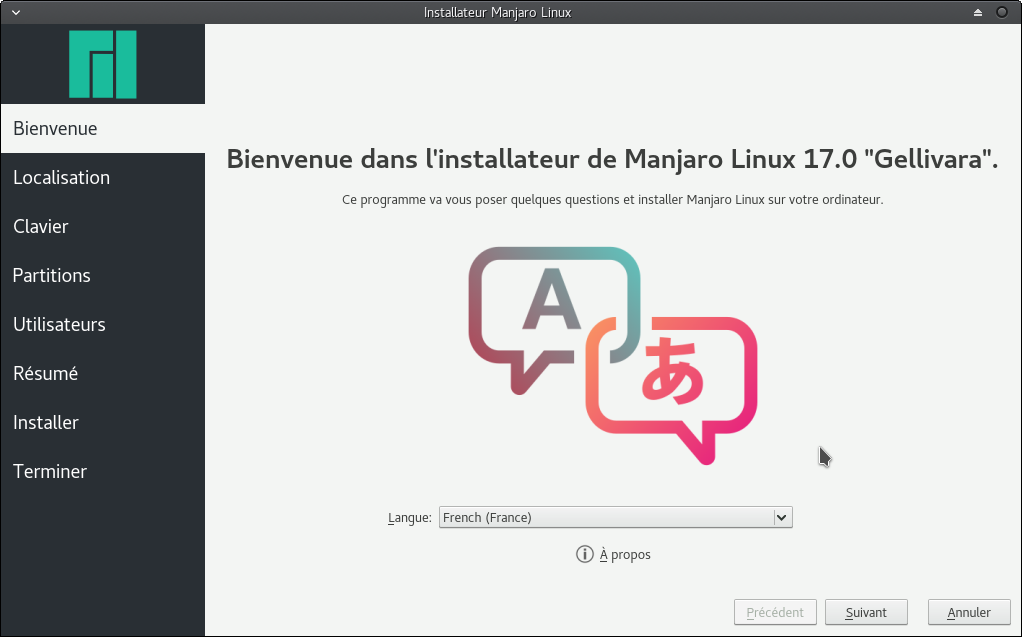 Installateur Manjaro Linux
Bienvenue
Localisation
Clavier
Partitions
Utilisateurs
Résumé
Installer
Terminer
Bienvenue dans l'installateur de Manjaro Linux 17.0 "Gellivara".
Ce programme va vous poser quelques questions et installer Manjaro Linux sur votre ordinateur.
A
あ
Langue: French (France)
À propos
Précédent Suivant Annuler